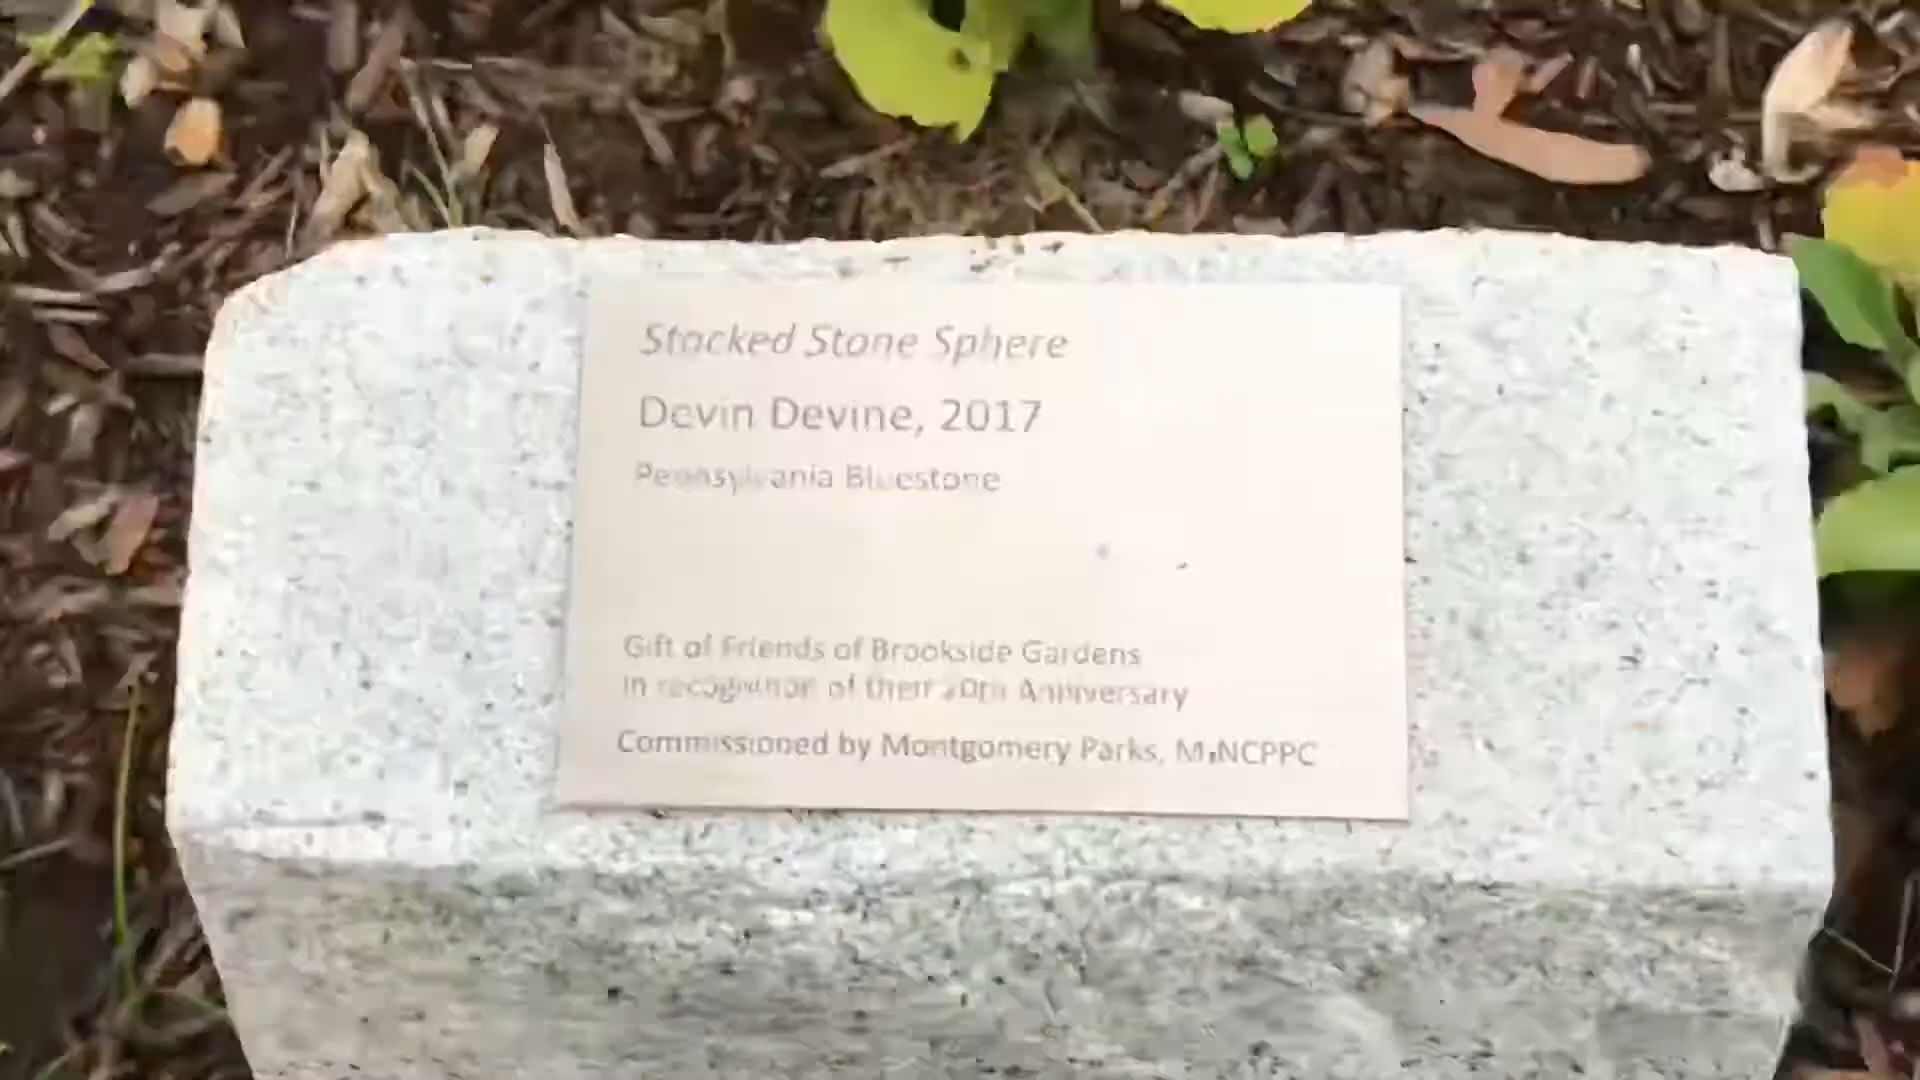 Stacked Stone Sphere
Devin Devine, 2017
Pennsylvania Bluestone
Gift of Friends of Brookside Gardens
in recognition of their Anniversary
Commissioned by Montgomery Parks, M-NCPPC